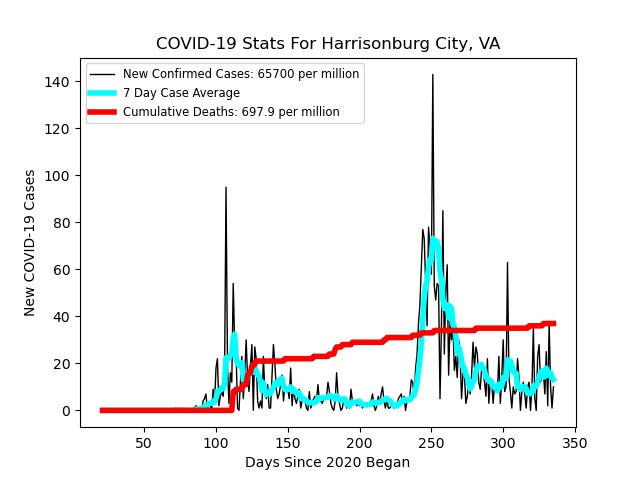 COVID-19 Stats For Harrisonburg City, VA
New Confirmed Cases: 65700 per million
7 Day Case Average
Cumulative Deaths: 697.9 per million
New COVID-19 Cases
140
120
100
80
60
40
20
0
50 100 150 200 250 300 350
Days Since 2020 Began